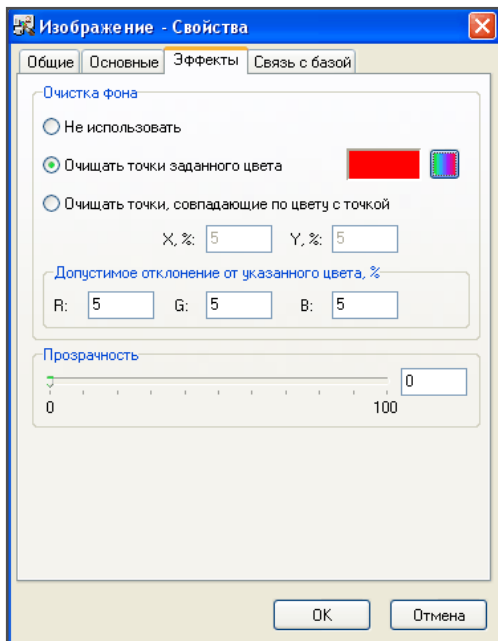 Изображение - Свойства
Общие Основные Эффекты Связь с базой
Очистка фона
Не использовать
Очищать точки заданного цвета
Очищать точки, совпадающие по цвету с точкой
X, %: 5 Y, %: 5
Допустимое отклонение от указанного цвета, %
R: 5 G: 5 B: 5
Прозрачность
0
0 100
OK Отмена